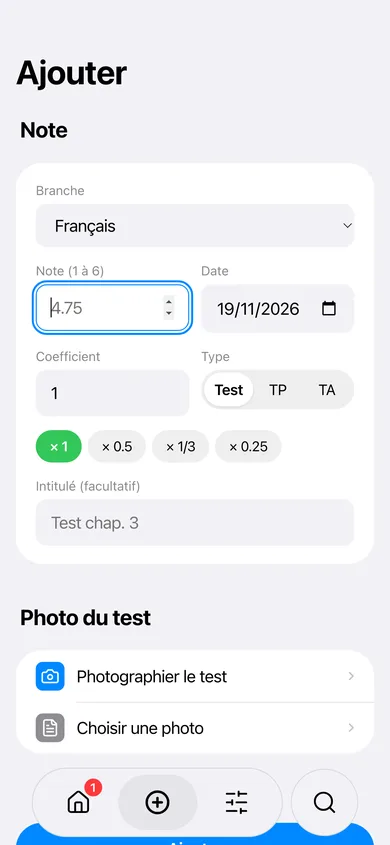 Ajouter
Note
Branche
Français
Note (1 à 6) Date
4.75 19/11/2026
Coefficient Type
1 Test TP TA
× 1 × 0.5 × 1/3 × 0.25
Intitulé (facultatif)
Test chap. 3
Photo du test
Photographier le test
Choisir une photo
1